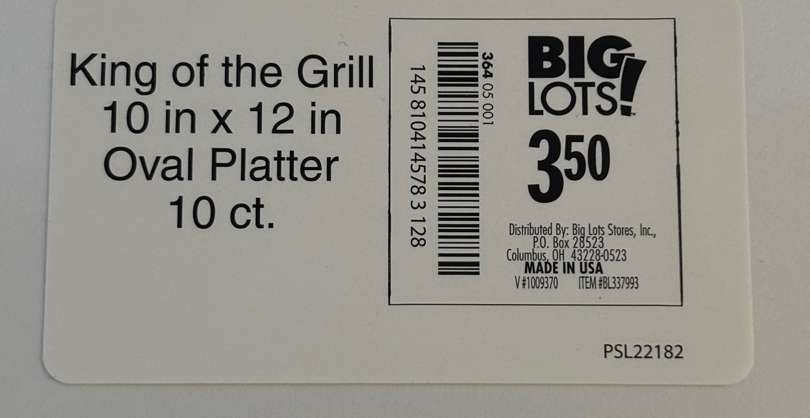 King of the Grill
10 in x 12 in
Oval Platter
10 ct.
364 05 001
145 810414578 3 128
BIG
LOTS!™
350
Distributed By: Big Lots Stores, Inc.,
P.O. Box 28523
Columbus, OH 43228-0523
MADE IN USA
V #1009370 ITEM #BL337993
PSL22182